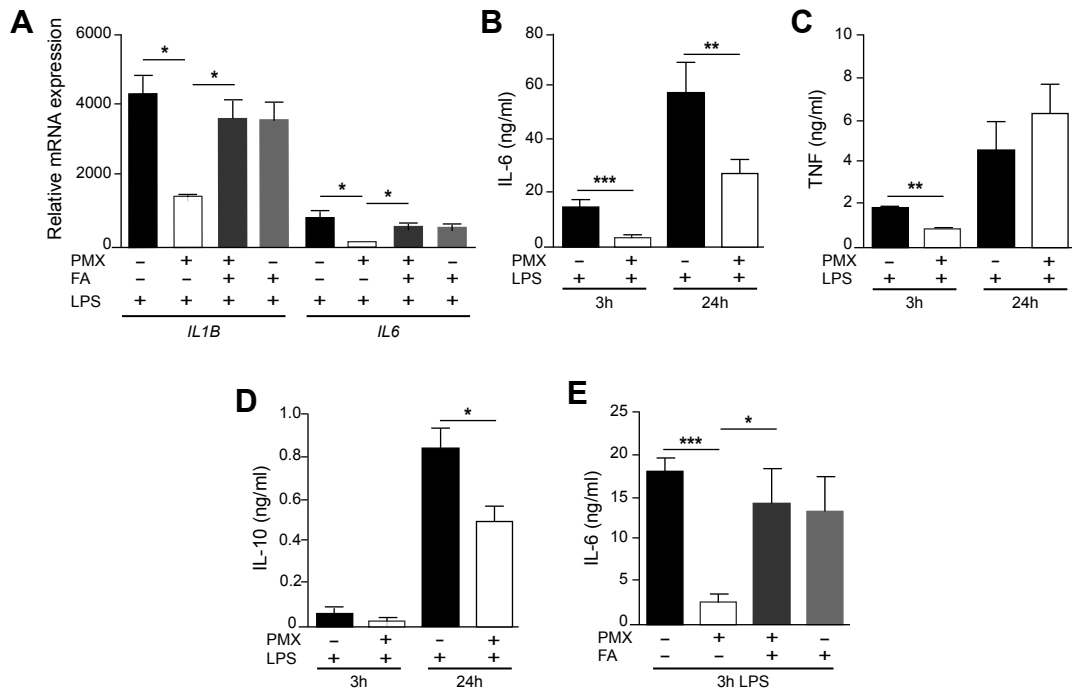 A
Relative mRNA expression
6000
4000
2000
0
* * * *
PMX – + + – – + + –
FA – – + + – – + +
LPS + + + + + + + +
IL1B IL6
B
IL-6 (ng/ml)
80
60
40
20
0
*** **
PMX – + – +
LPS + + + +
3h 24h
C
TNF (ng/ml)
10
8
6
4
2
0
**
PMX – + – +
LPS + + + +
3h 24h
D
IL-10 (ng/ml)
1.0
0.8
0.6
0.4
0.2
0
*
PMX – + – +
LPS + + + +
3h 24h
E
IL-6 (ng/ml)
25
20
15
10
5
0
*** *
PMX – + + –
FA – – + +
3h LPS